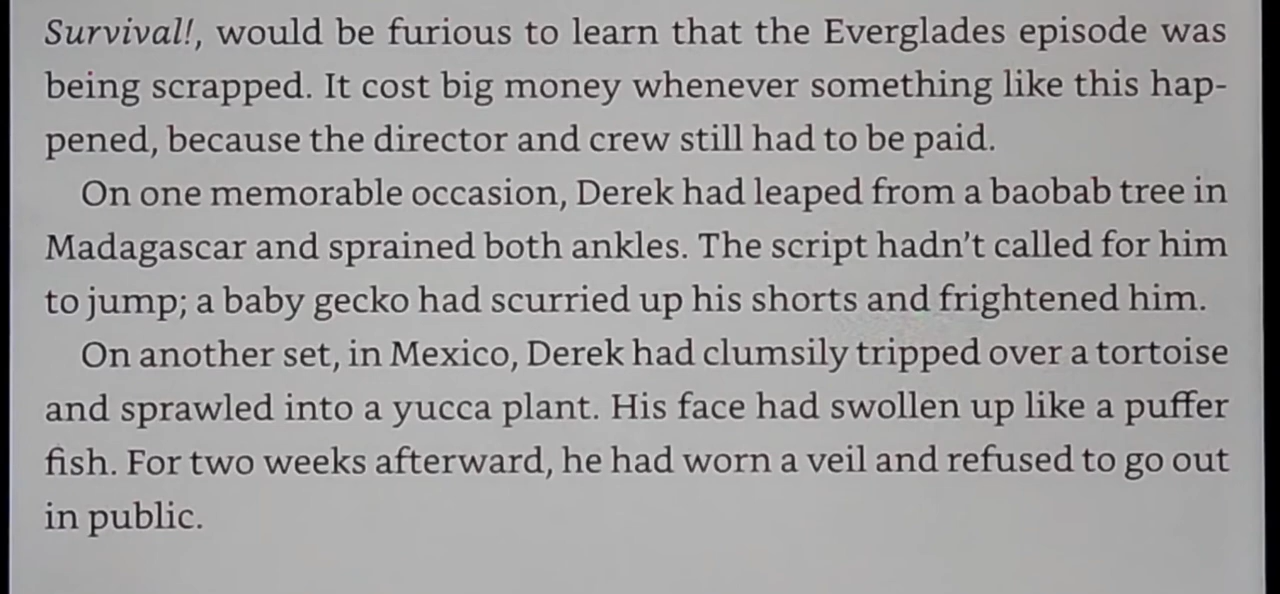 Survival!, would be furious to learn that the Everglades episode was
being scrapped. It cost big money whenever something like this hap-
pened, because the director and crew still had to be paid.
On one memorable occasion, Derek had leaped from a baobab tree in
Madagascar and sprained both ankles. The script hadn't called for him
to jump; a baby gecko had scurried up his shorts and frightened him.
On another set, in Mexico, Derek had clumsily tripped over a tortoise
and sprawled into a yucca plant. His face had swollen up like a puffer
fish. For two weeks afterward, he had worn a veil and refused to go out
in public.